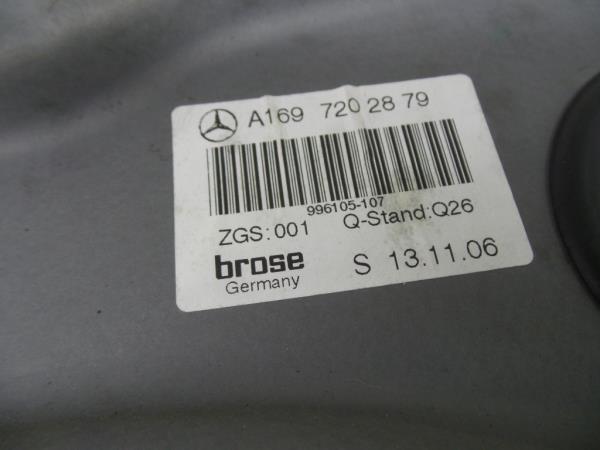 A169 720 28 79
996105-107
ZGS:001 Q-Stand:Q26
brose S 13.11.06
Germany